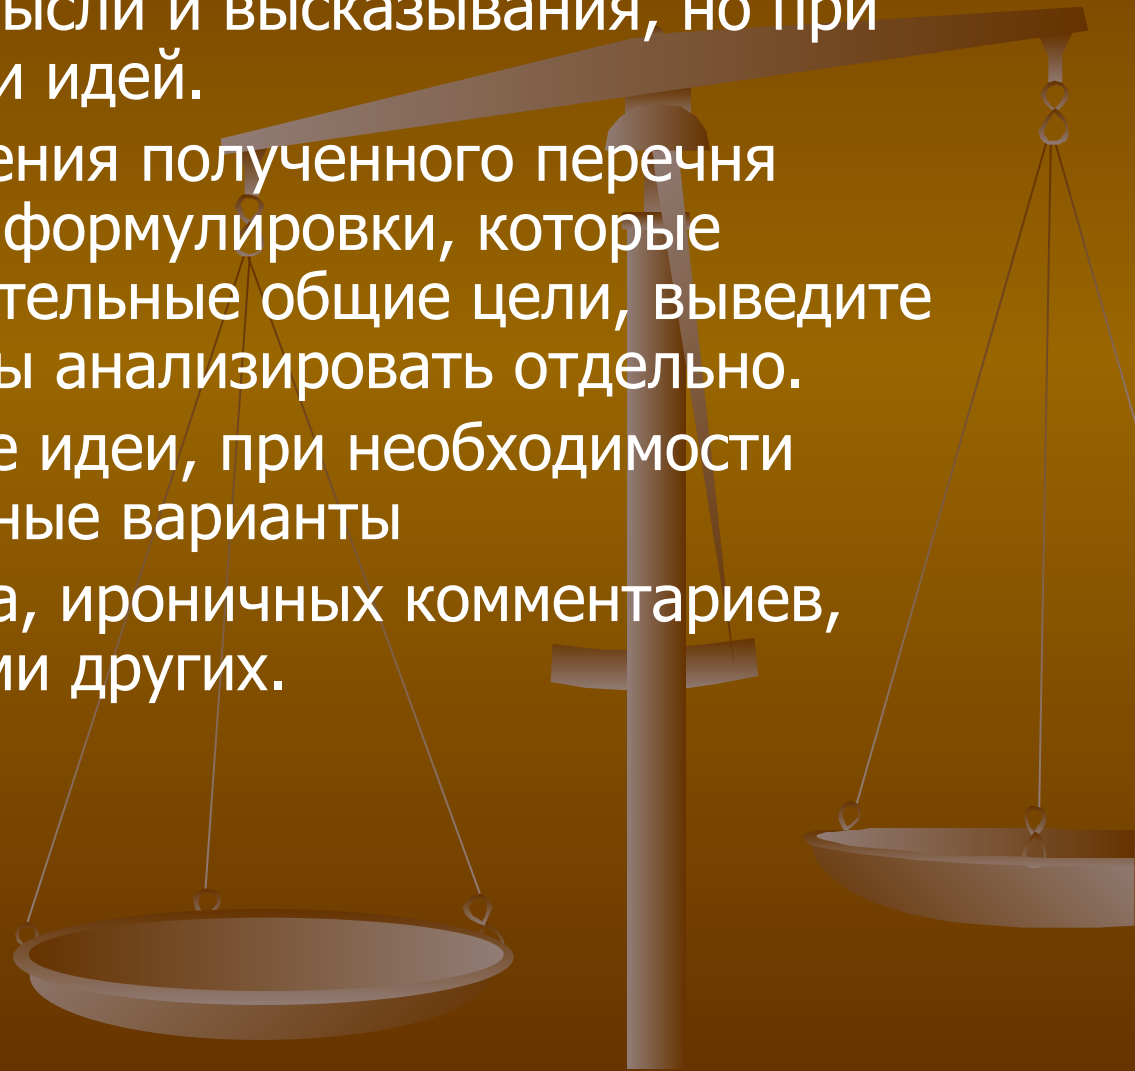 ысли и высказывания, но при
и идей.
ения полученного перечня
формулировки, которые
тельные общие цели, выведите
ы анализировать отдельно.
е идеи, при необходимости
ные варианты
а, ироничных комментариев,
ми других.